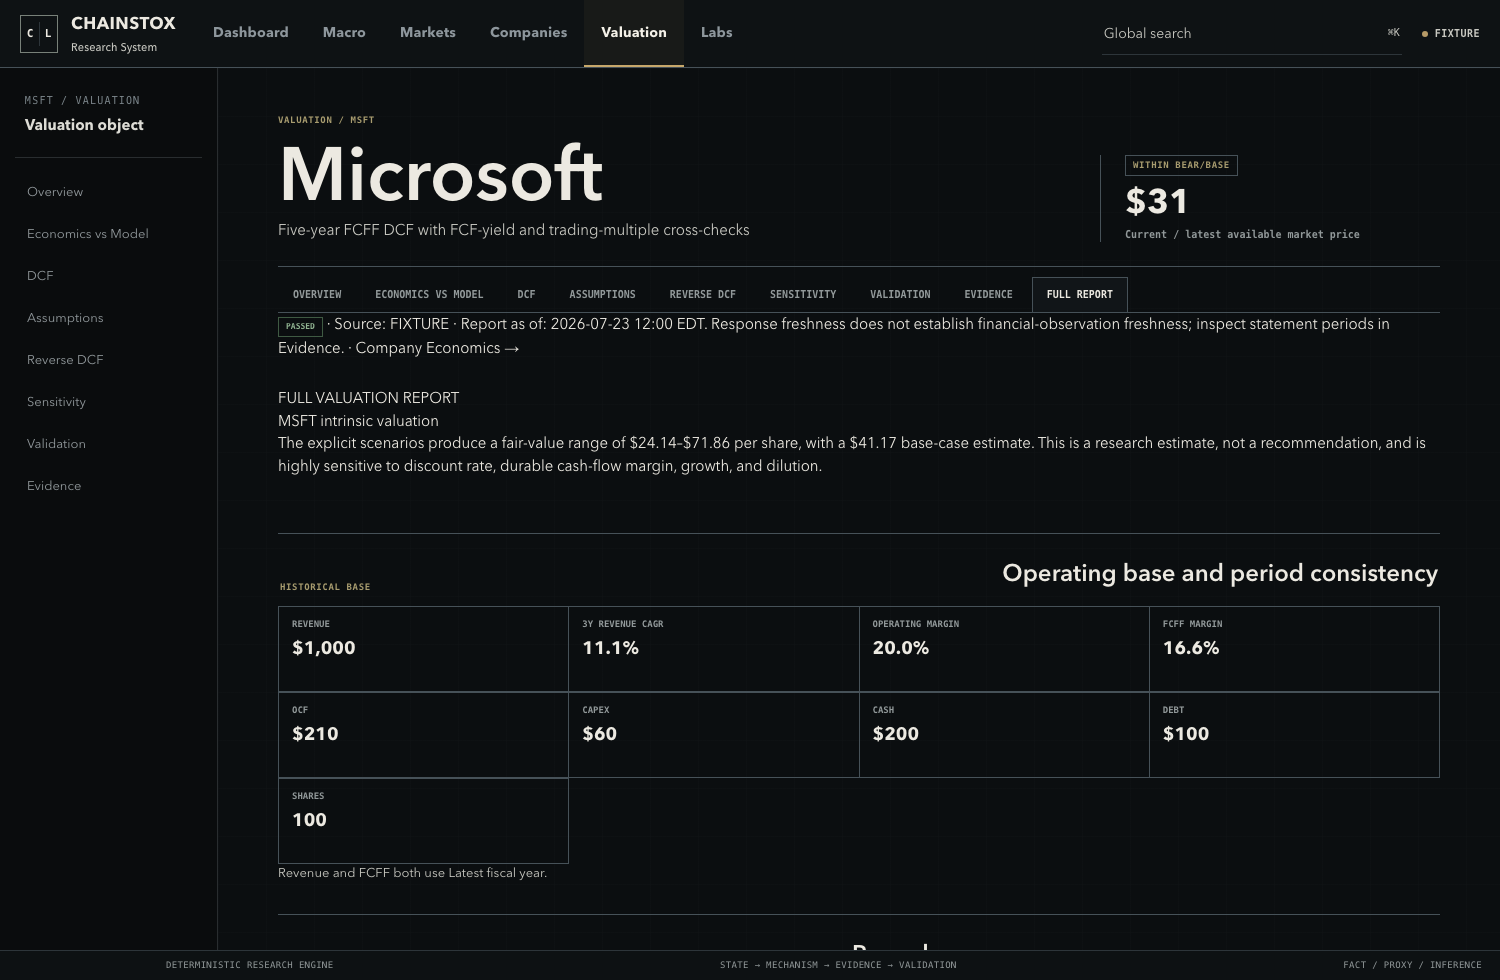 C L
CHAINSTOX
Research System
Dashboard
Macro
Markets
Companies
Valuation
Labs
Global search
⌘K
FIXTURE
MSFT / VALUATION
Valuation object
Overview
Economics vs Model
DCF
Assumptions
Reverse DCF
Sensitivity
Validation
Evidence
VALUATION / MSFT
Microsoft
Five-year FCFF DCF with FCF-yield and trading-multiple cross-checks
WITHIN BEAR/BASE
$31
Current / latest available market price
OVERVIEW
ECONOMICS VS MODEL
DCF
ASSUMPTIONS
REVERSE DCF
SENSITIVITY
VALIDATION
EVIDENCE
FULL REPORT
PASSED · Source: FIXTURE · Report as of: 2026-07-23 12:00 EDT. Response freshness does not establish financial-observation freshness; inspect statement periods in
Evidence. · Company Economics →
FULL VALUATION REPORT
MSFT intrinsic valuation
The explicit scenarios produce a fair-value range of $24.14–$71.86 per share, with a $41.17 base-case estimate. This is a research estimate, not a recommendation, and is
highly sensitive to discount rate, durable cash-flow margin, growth, and dilution.
HISTORICAL BASE
Operating base and period consistency
REVENUE
$1,000
3Y REVENUE CAGR
11.1%
OPERATING MARGIN
20.0%
FCFF MARGIN
16.6%
OCF
$210
CAPEX
$60
CASH
$200
DEBT
$100
SHARES
100
Revenue and FCFF both use Latest fiscal year.
DETERMINISTIC RESEARCH ENGINE
STATE → MECHANISM → EVIDENCE → VALIDATION
FACT / PROXY / INFERENCE